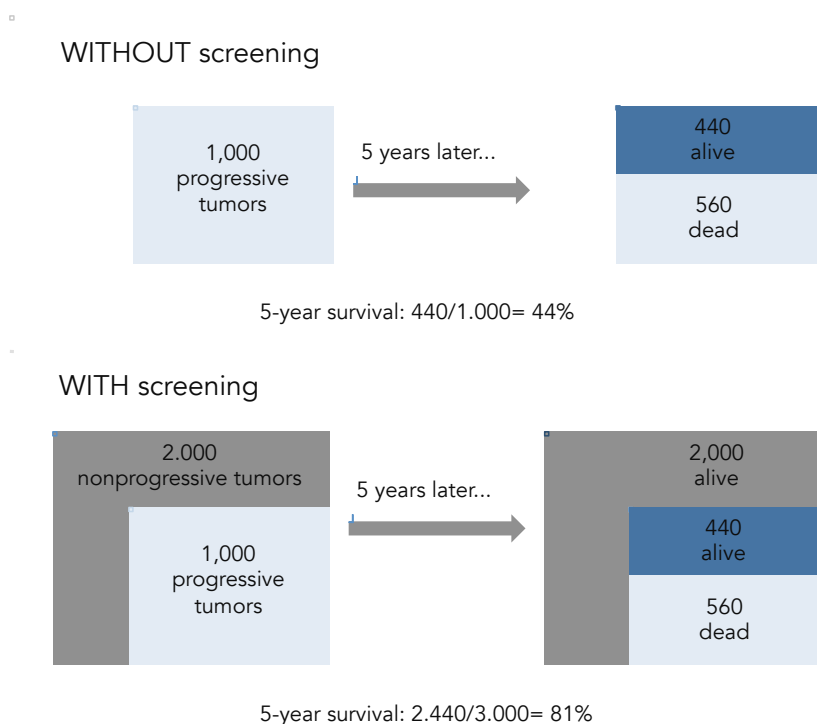 WITHOUT screening
1,000
progressive
tumors
5 years later...
440
alive
560
dead
5-year survival: 440/1.000= 44%
WITH screening
2.000
nonprogressive tumors
1,000
progressive
tumors
5 years later...
2,000
alive
440
alive
560
dead
5-year survival: 2.440/3.000= 81%